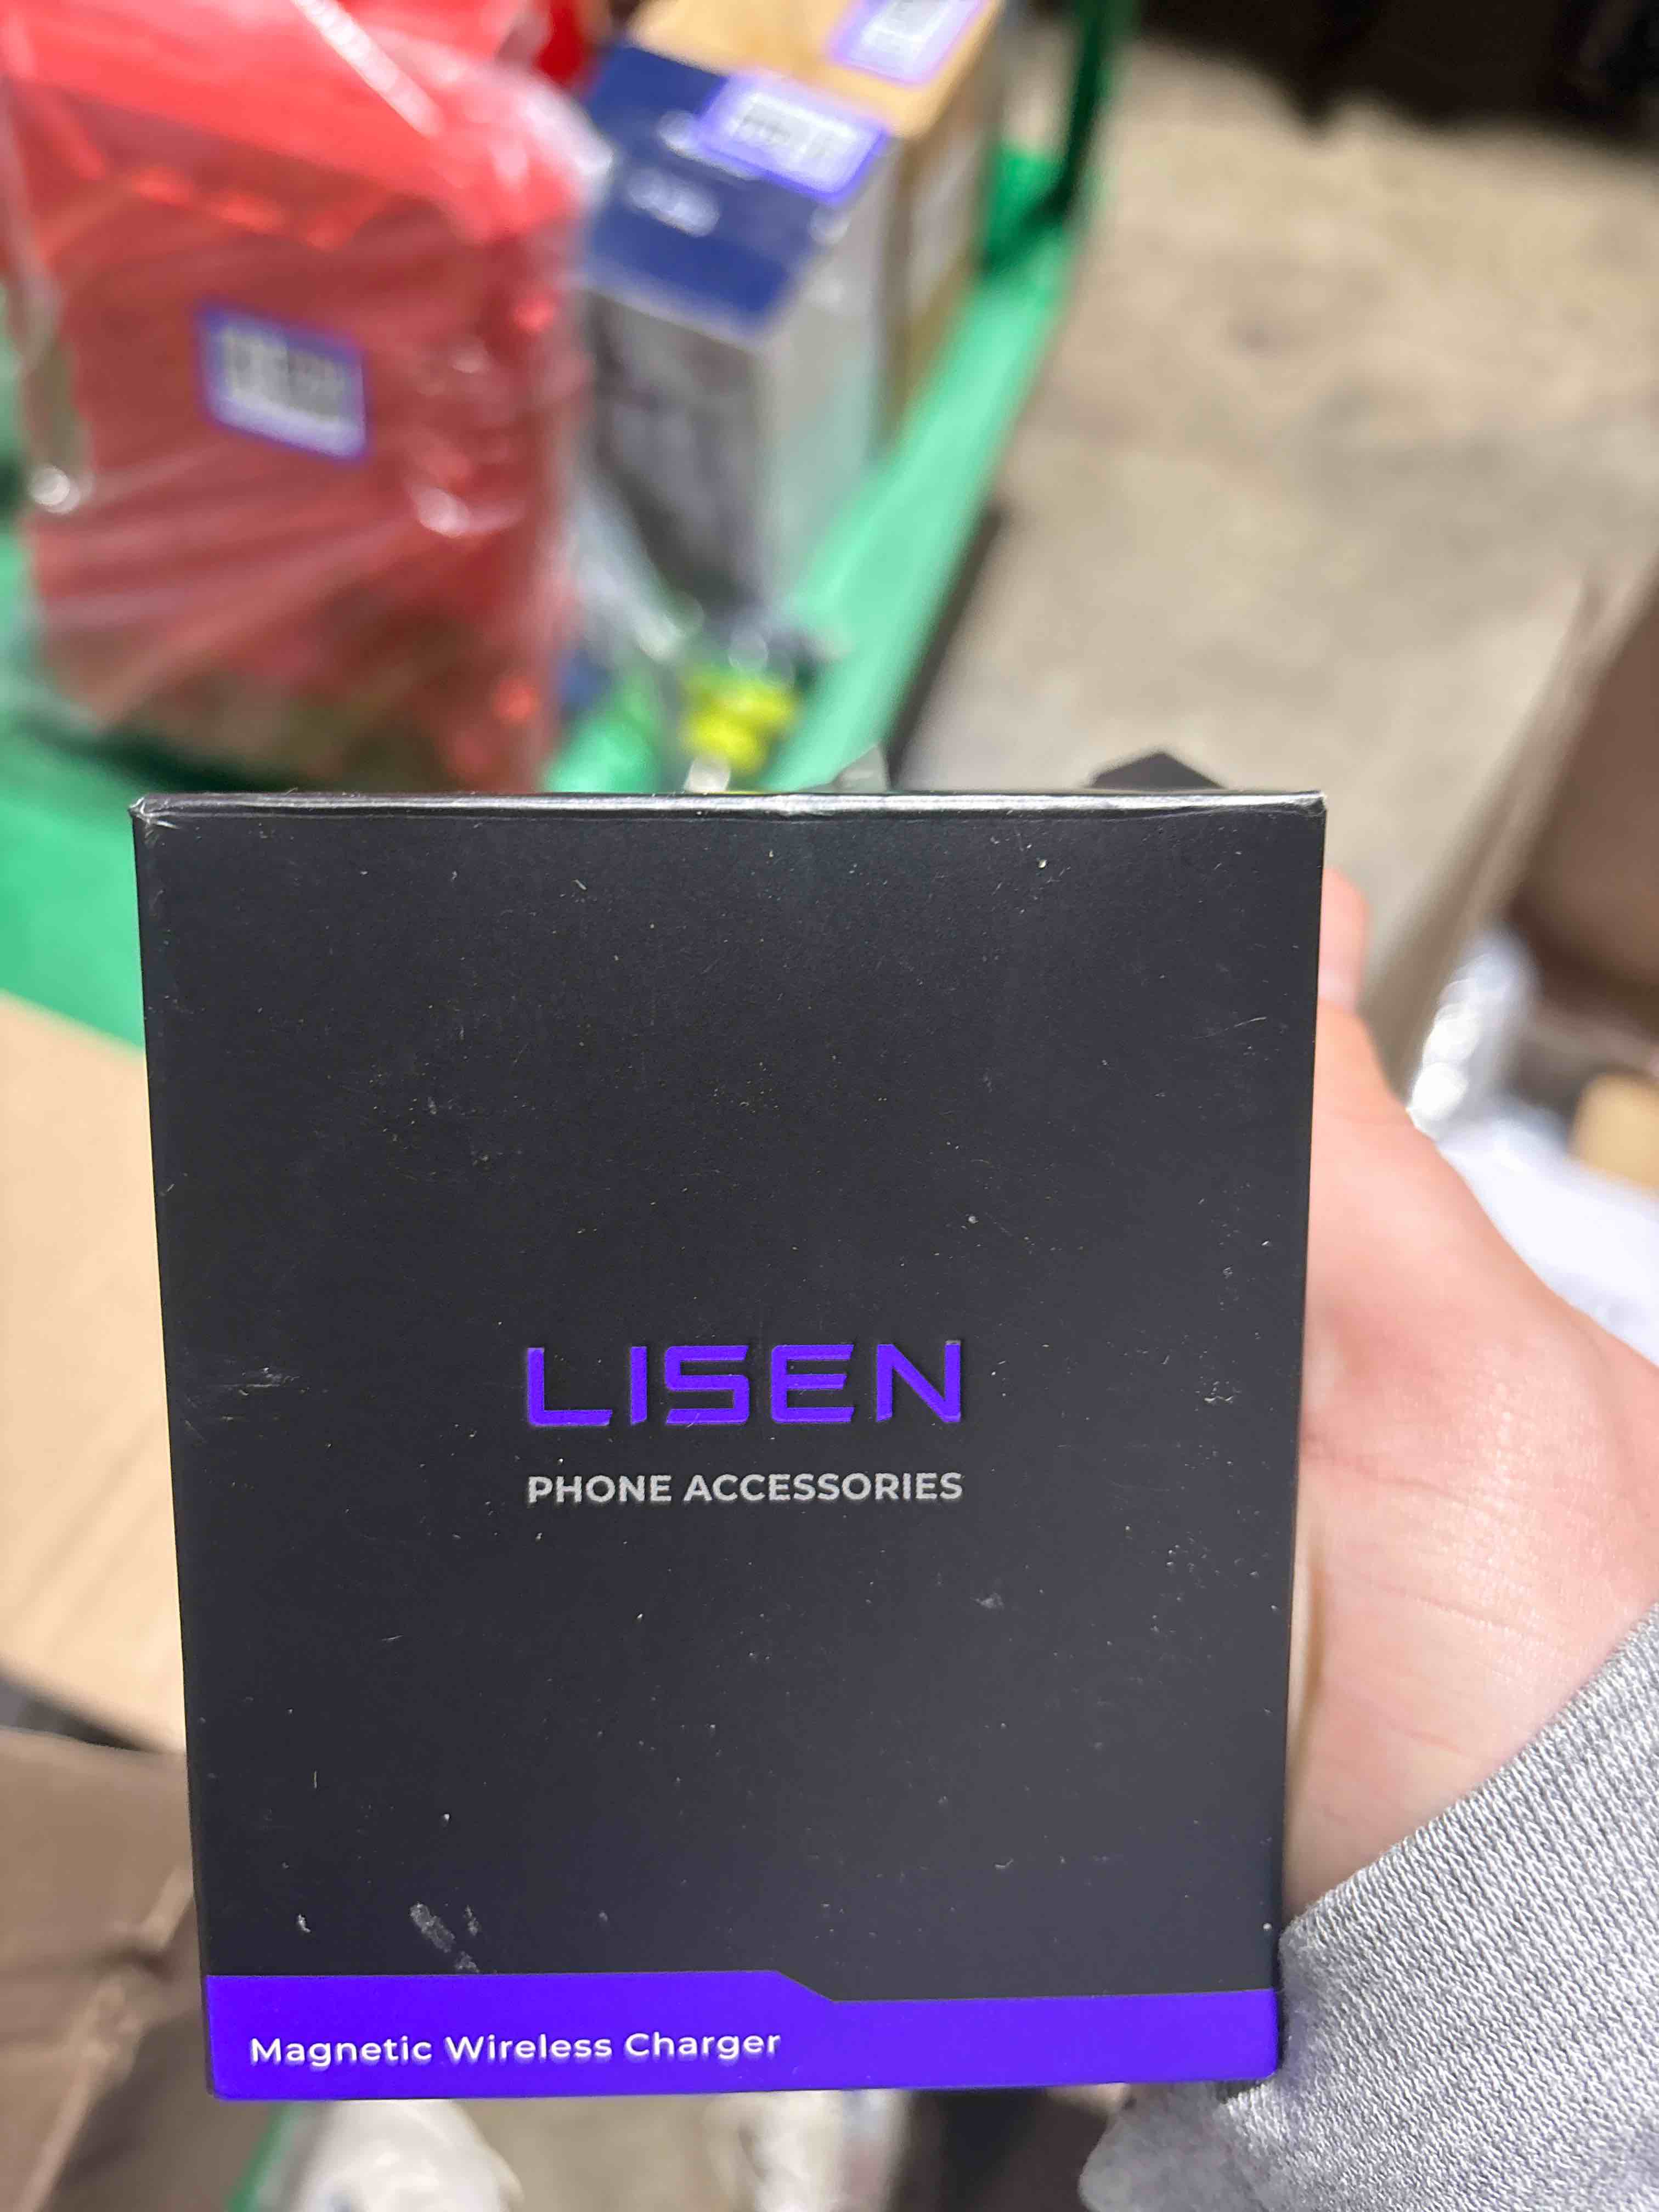 LISEN
PHONE ACCESSORIES
Magnetic Wireless Charger